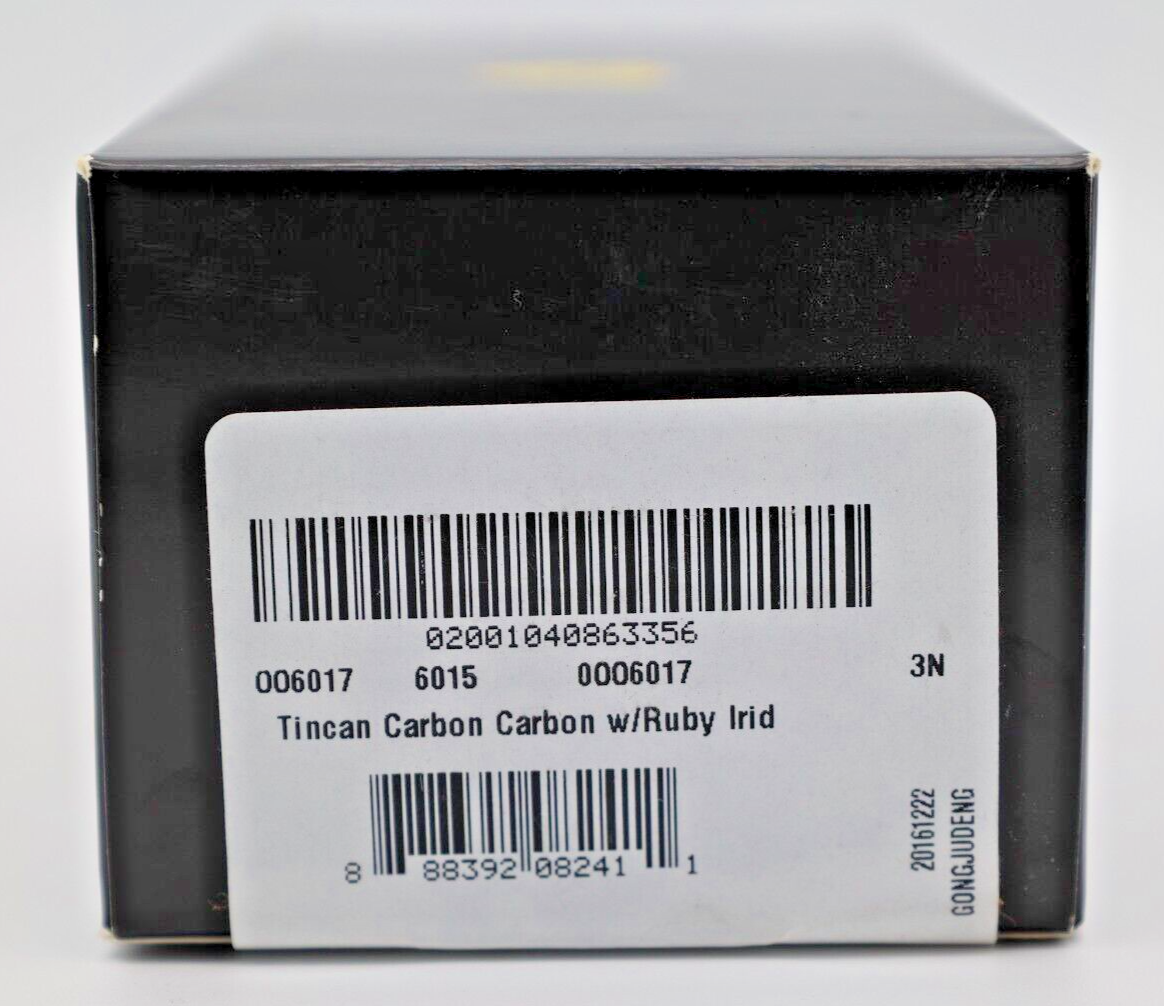 02001040863356
006017 6015 0006017 3N
Tincan Carbon Carbon w/Ruby Irid
8 88392 08241 1
20161222
GONGJUDENG